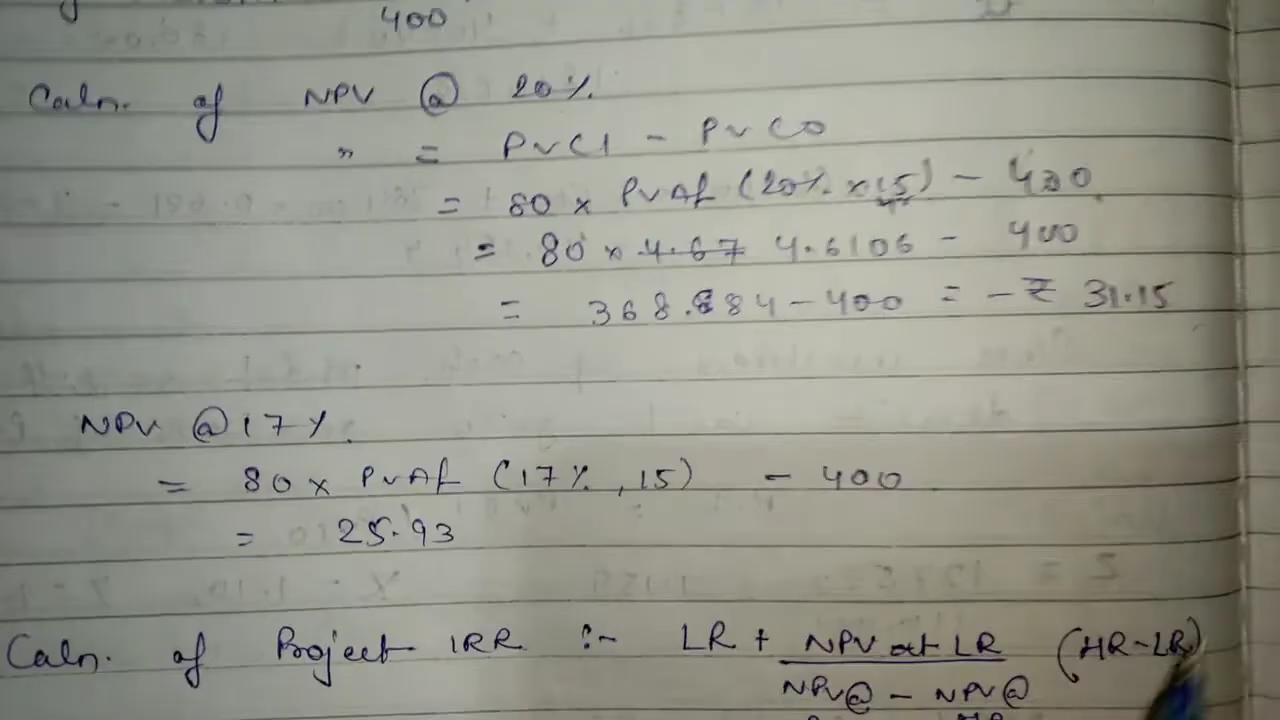 400
Caln. of NPV @ 20%.
" = PVCI - PVCO
= 80 x PVAf (20%. x 15) - 400
= 80 x 4.67 4.6106 - 400
= 368.884 - 400 = -₹ 31.15
NPV @ 17%.
= 80 x PVAf (17%, 15) - 400
= 25.93
Caln. of Project IRR :- LR + NPV at LR (HR-LR)
NPV@ - NPV@